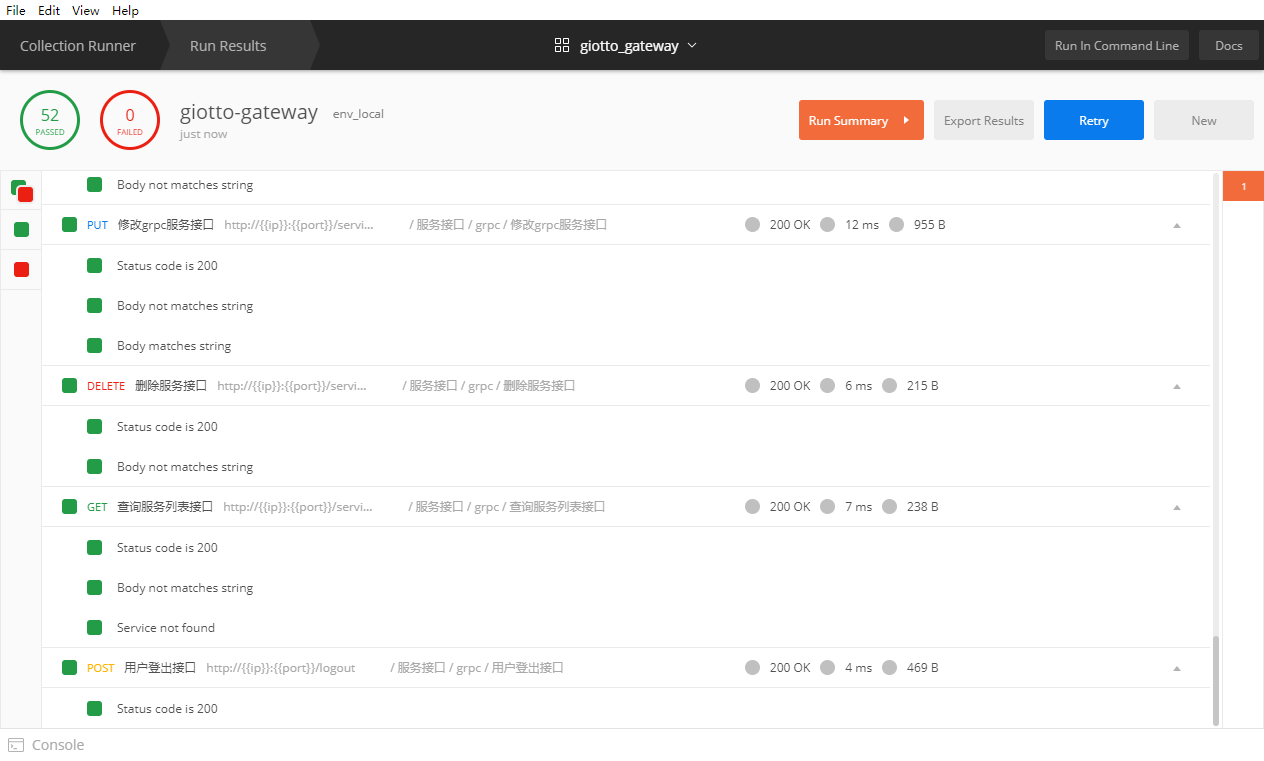 File Edit View Help
Collection Runner Run Results giotto_gateway Run In Command Line Docs
52 PASSED
0 FAILED
giotto-gateway env_local
just now
Run Summary Export Results Retry New
1
Body not matches string
PUT 修改grpc服务接口 http://{{ip}}:{{port}}/servi... / 服务接口 / grpc / 修改grpc服务接口 200 OK 12 ms 955 B
Status code is 200
Body not matches string
Body matches string
DELETE 删除服务接口 http://{{ip}}:{{port}}/servi... / 服务接口 / grpc / 删除服务接口 200 OK 6 ms 215 B
Status code is 200
Body not matches string
GET 查询服务列表接口 http://{{ip}}:{{port}}/servi... / 服务接口 / grpc / 查询服务列表接口 200 OK 7 ms 238 B
Status code is 200
Body not matches string
Service not found
POST 用户登出接口 http://{{ip}}:{{port}}/logout / 服务接口 / grpc / 用户登出接口 200 OK 4 ms 469 B
Status code is 200
Console